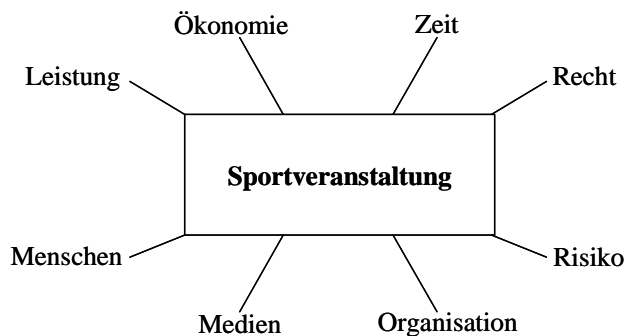 Ökonomie
Zeit
Leistung
Recht
Sportveranstaltung
Menschen
Risiko
Medien
Organisation